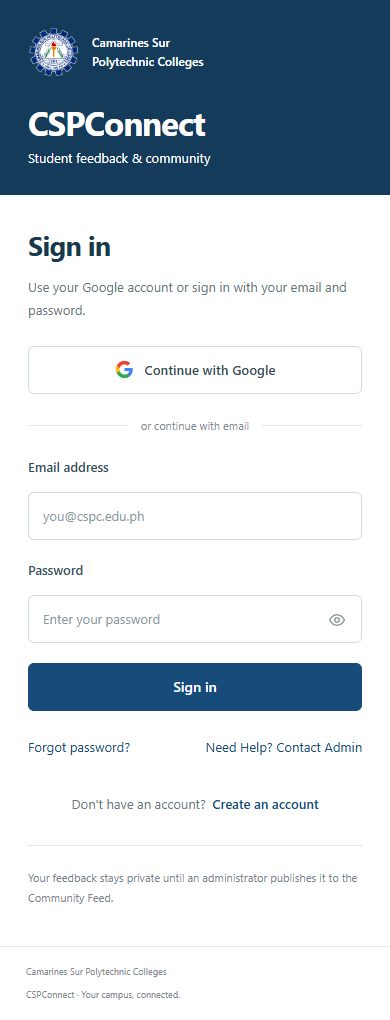 Camarines Sur
Polytechnic Colleges
CSPConnect
Student feedback & community
Sign in
Use your Google account or sign in with your email and
password.
Continue with Google
or continue with email
Email address
you@cspc.edu.ph
Password
Enter your password
Sign in
Forgot password?
Need Help? Contact Admin
Don't have an account? Create an account
Your feedback stays private until an administrator publishes it to the
Community Feed.
Camarines Sur Polytechnic Colleges
CSPConnect · Your campus, connected.